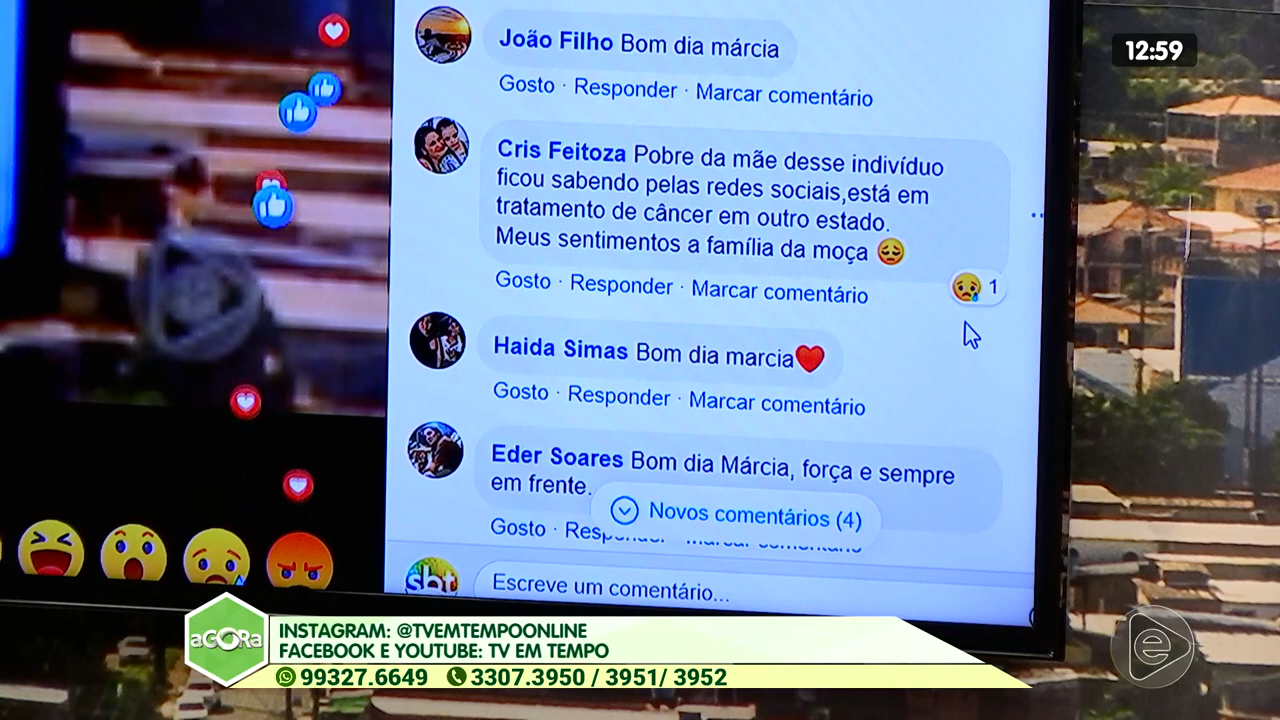 12:59
João Filho Bom dia márcia
Gosto · Responder · Marcar comentário
Cris Feitoza Pobre da mãe desse indivíduo
ficou sabendo pelas redes sociais,está em
tratamento de câncer em outro estado.
Meus sentimentos a família da moça 😔
1
Gosto · Responder · Marcar comentário
Haida Simas Bom dia marcia❤️
Gosto · Responder · Marcar comentário
Eder Soares Bom dia Márcia, força e sempre
em frente.
Novos comentários (4)
Gosto · Responder · Marcar comentário
sbt
Escreve um comentário...
aGORa
INSTAGRAM: @TVEMTEMPOONLINE
FACEBOOK E YOUTUBE: TV EM TEMPO
99327.6649 3307.3950 / 3951/ 3952
e